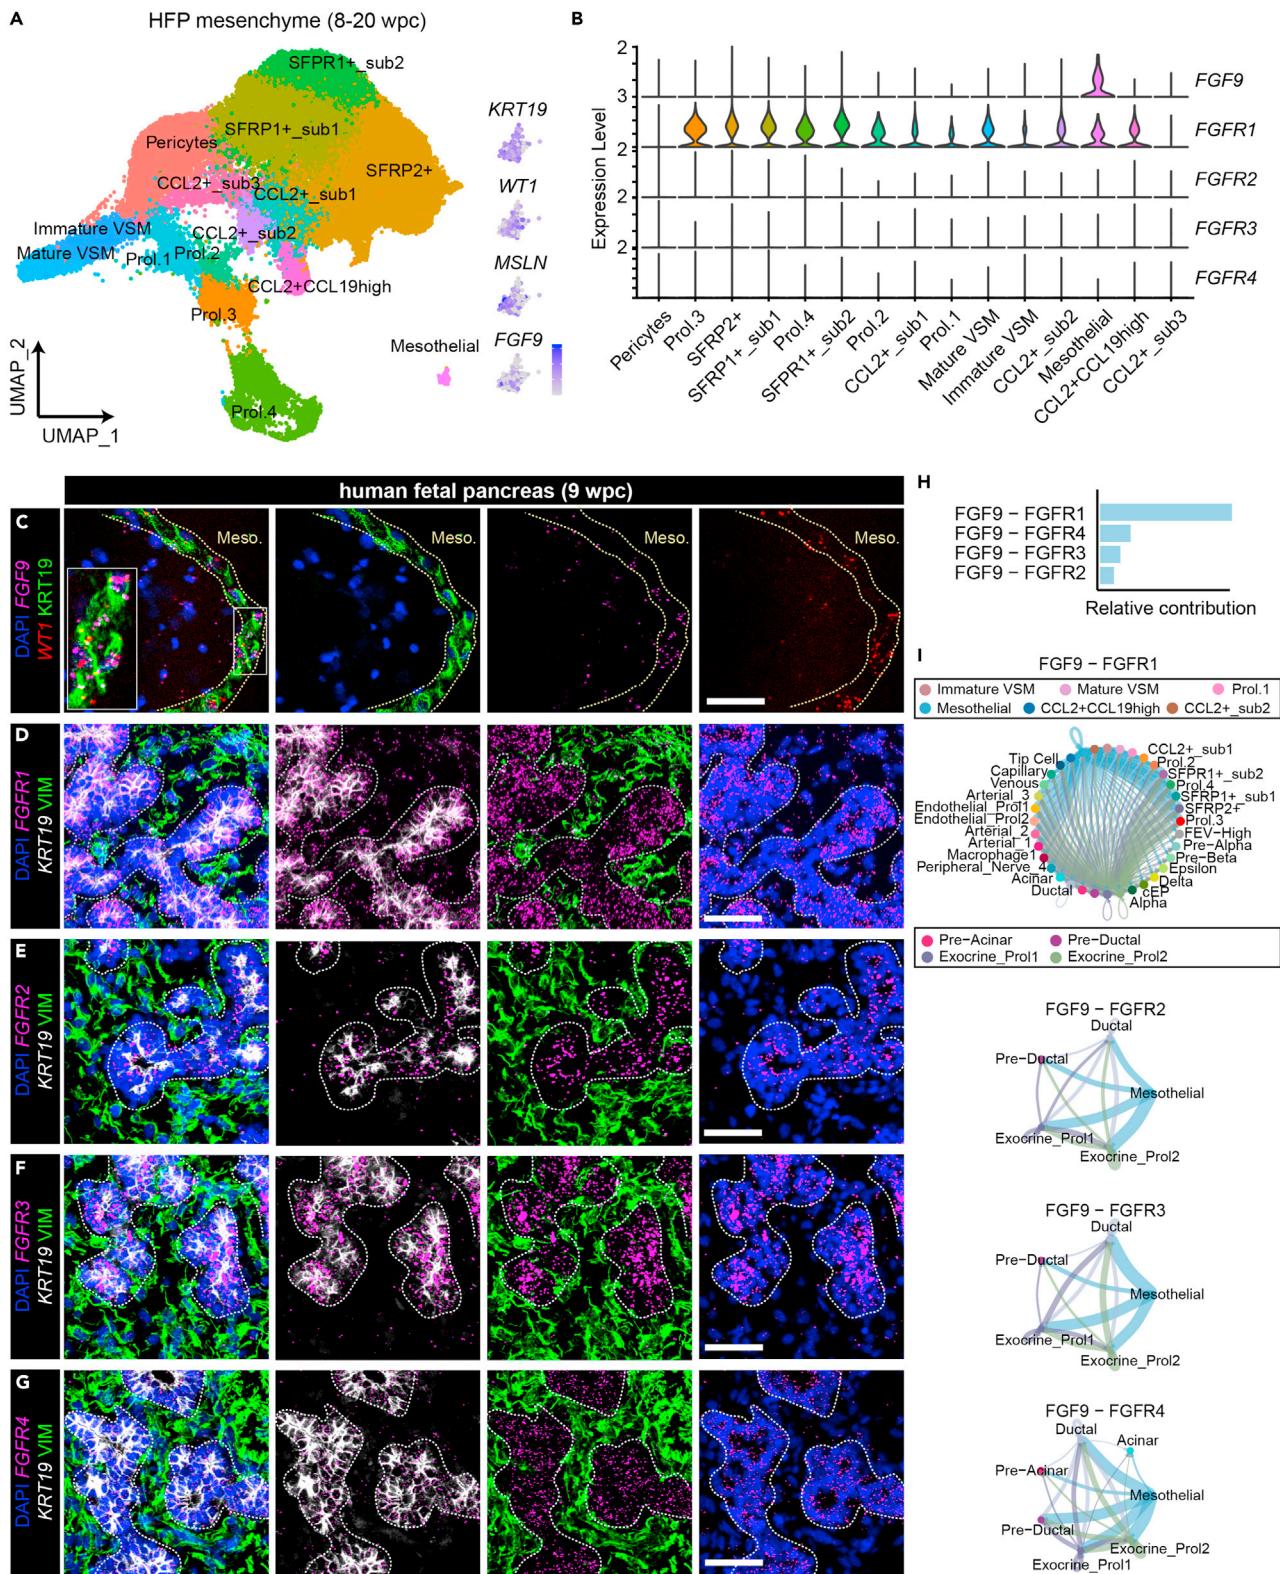 A
HFP mesenchyme (8-20 wpc)
SFPR1+_sub2
SFRP1+_sub1
Pericytes
SFRP2+
CCL2+_sub3
CCL2+_sub1
Immature VSM
CCL2+_sub2
Mature VSM
Prol.1
Prol.2
CCL2+CCL19high
Prol.3
Mesothelial
Prol.4
UMAP_2
UMAP_1
KRT19
WT1
MSLN
FGF9
B
Expression Level
2
3
2
2
2
FGF9
FGFR1
FGFR2
FGFR3
FGFR4
Pericytes
Prol.3
SFRP2+
SFRP1+_sub1
Prol.4
SFPR1+_sub2
Prol.2
CCL2+_sub1
Prol.1
Mature VSM
Immature VSM
CCL2+_sub2
Mesothelial
CCL2+CCL19high
CCL2+_sub3
human fetal pancreas (9 wpc)
C
DAPI FGF9
WT1 KRT19
Meso.
Meso.
Meso.
Meso.
D
DAPI FGFR1
KRT19 VIM
E
DAPI FGFR2
KRT19 VIM
F
DAPI FGFR3
KRT19 VIM
G
DAPI FGFR4
KRT19 VIM
H
FGF9 − FGFR1
FGF9 − FGFR4
FGF9 − FGFR3
FGF9 − FGFR2
Relative contribution
I
FGF9 − FGFR1
Immature VSM Mature VSM Prol.1
Mesothelial CCL2+CCL19high CCL2+_sub2
CCL2+_sub1
Prol.2
SFPR1+_sub2
Prol.4
SFRP1+_sub1
SFRP2+
Prol.3
FEV-High
Pre-Alpha
Pre-Beta
Epsilon
Delta
cEP
Alpha
Tip Cell
Capillary
Venous
Arterial_3
Endothelial_Prol1
Endothelial_Prol2
Arterial_2
Arterial_1
Macrophage1
Peripheral_Nerve_4
Acinar
Ductal
Pre−Acinar Pre−Ductal
Exocrine_Prol1 Exocrine_Prol2
FGF9 − FGFR2
Ductal
Pre−Ductal
Mesothelial
Exocrine_Prol1
Exocrine_Prol2
FGF9 − FGFR3
Ductal
Pre−Ductal
Mesothelial
Exocrine_Prol1
Exocrine_Prol2
FGF9 − FGFR4
Ductal
Acinar
Pre−Acinar
Mesothelial
Pre−Ductal
Exocrine_Prol2
Exocrine_Prol1